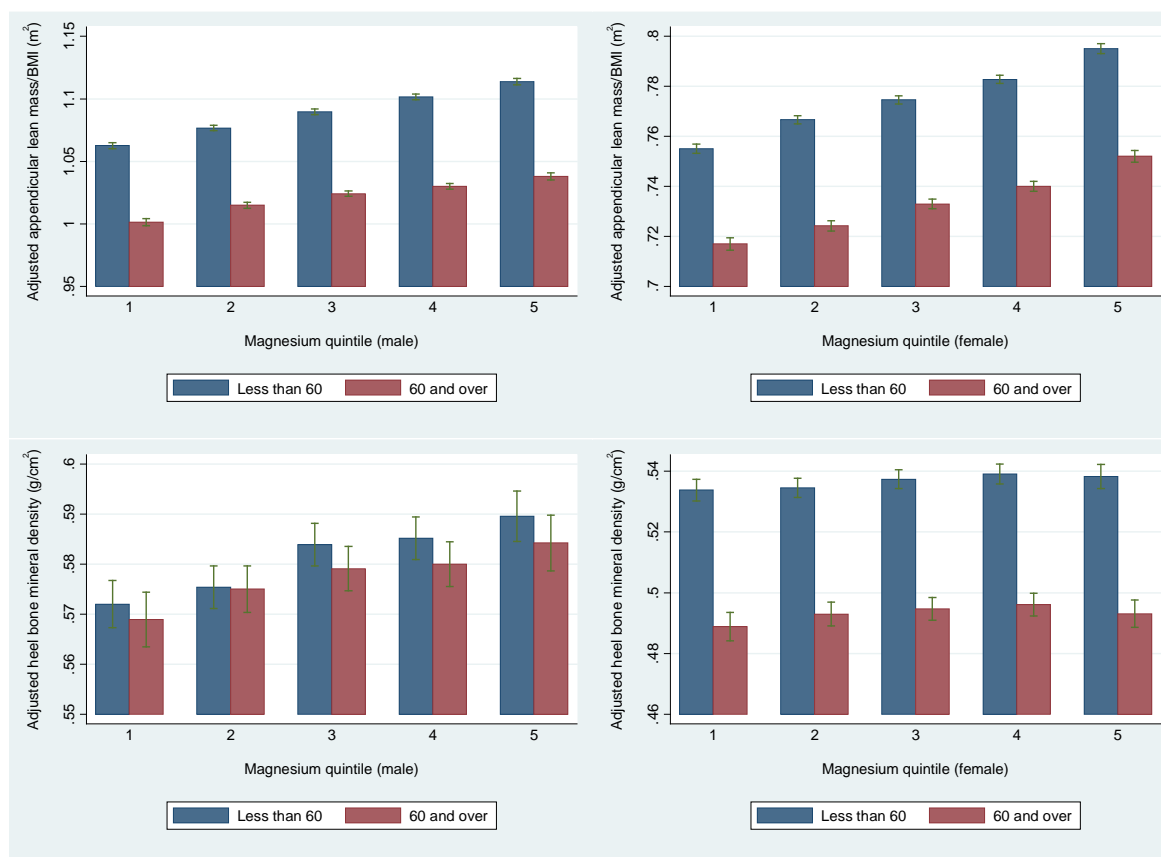 Adjusted appendicular lean mass/BMI (m²)
1.15
1.1
1.05
1
.95
1 2 3 4 5
Magnesium quintile (male)
Less than 60 60 and over
Adjusted appendicular lean mass/BMI (m²)
.8
.78
.76
.74
.72
.7
1 2 3 4 5
Magnesium quintile (female)
Less than 60 60 and over
Adjusted heel bone mineral density (g/cm²)
.6
.59
.58
.57
.56
.55
1 2 3 4 5
Magnesium quintile (male)
Less than 60 60 and over
Adjusted heel bone mineral density (g/cm²)
.54
.52
.5
.48
.46
1 2 3 4 5
Magnesium quintile (female)
Less than 60 60 and over